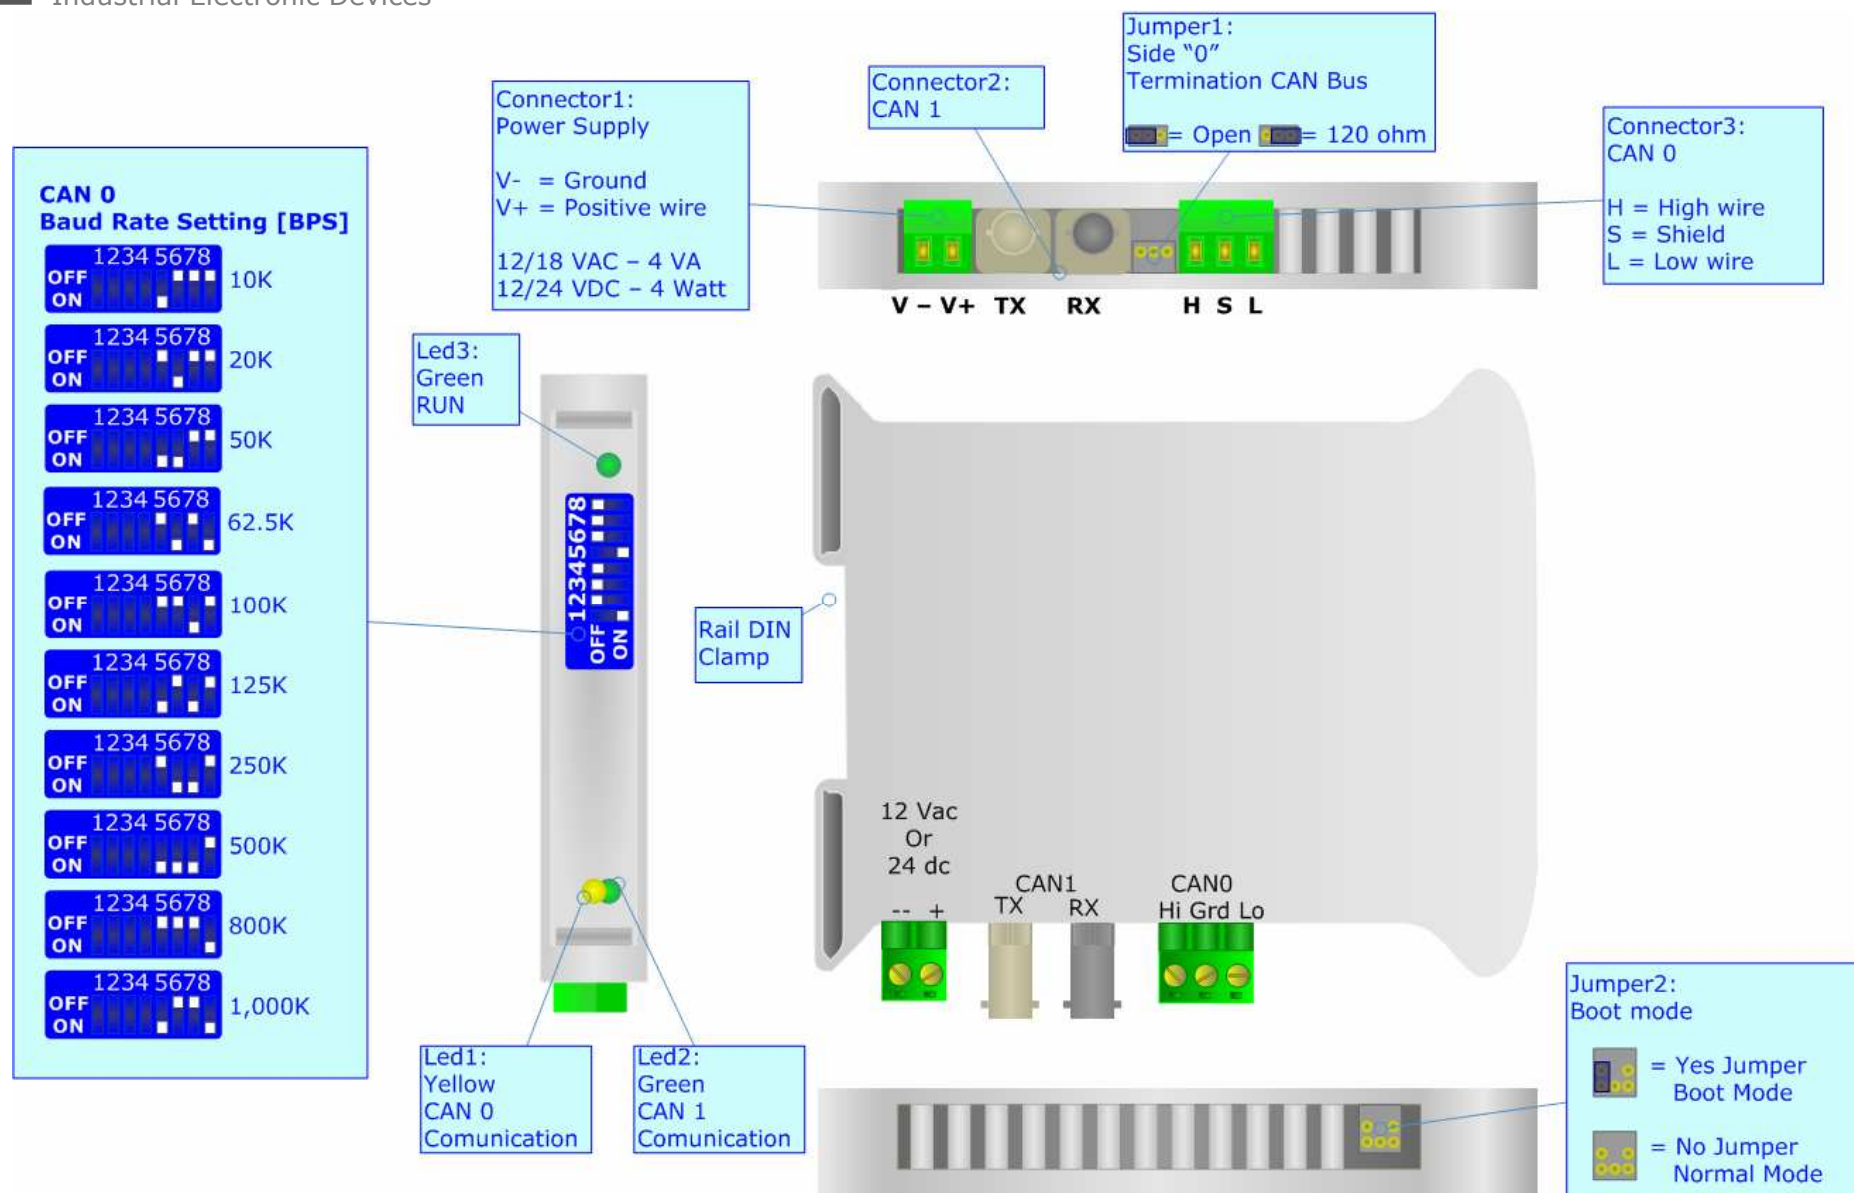 Industrial Electronic Devices
Jumper1:
Side “0”
Termination CAN Bus
= Open = 120 ohm
Connector2:
CAN 1
Connector1:
Power Supply
V- = Ground
V+ = Positive wire
12/18 VAC – 4 VA
12/24 VDC – 4 Watt
Connector3:
CAN 0
H = High wire
S = Shield
L = Low wire
V – V+ TX RX H S L
CAN 0
Baud Rate Setting [BPS]
1234 5678
OFF
ON
10K
1234 5678
OFF
ON
20K
1234 5678
OFF
ON
50K
1234 5678
OFF
ON
62.5K
1234 5678
OFF
ON
100K
1234 5678
OFF
ON
125K
1234 5678
OFF
ON
250K
1234 5678
OFF
ON
500K
1234 5678
OFF
ON
800K
1234 5678
OFF
ON
1,000K
Led3:
Green
RUN
12345678
OFF
ON
Rail DIN
Clamp
12 Vac
Or
24 dc
-- +
CAN1
TX RX
CAN0
Hi Grd Lo
Led1:
Yellow
CAN 0
Comunication
Led2:
Green
CAN 1
Comunication
Jumper2:
Boot mode
= Yes Jumper
Boot Mode
= No Jumper
Normal Mode